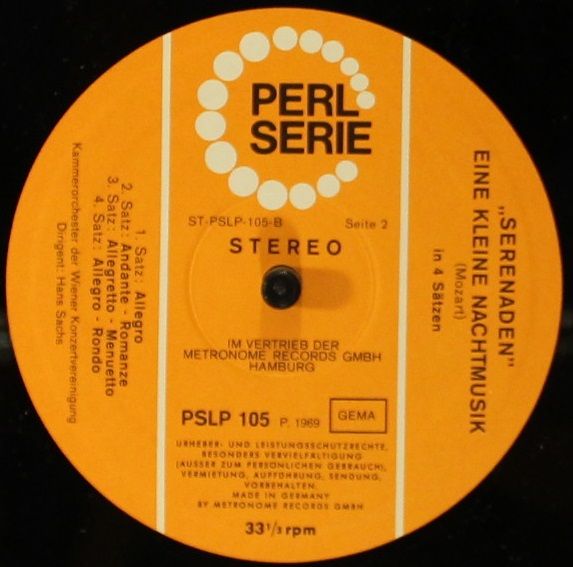 PERL
SERIE
ST-PSLP-105-B Seite 2
STEREO
IM VERTRIEB DER
METRONOME RECORDS GMBH
HAMBURG
PSLP 105 P. 1969 GEMA
URHEBER- UND LEISTUNGSSCHUTZRECHTE,
BESONDERS VERVIELFÄLTIGUNG
(AUSSER ZUM PERSÖNLICHEN GEBRAUCH),
VERMIETUNG, AUFFÜHRUNG, SENDUNG,
VORBEHALTEN.
MADE IN GERMANY
BY METRONOME RECORDS GMBH
33 1/3 rpm
„SERENADEN”
EINE KLEINE NACHTMUSIK
(Mozart)
in 4 Sätzen
1. Satz: Allegro
2. Satz: Andante - Romanze
3. Satz: Allegretto - Menuetto
4. Satz: Allegro - Rondo
Kammerorchester der Wiener Konzertvereinigung
Dirigent: Hans Sachs